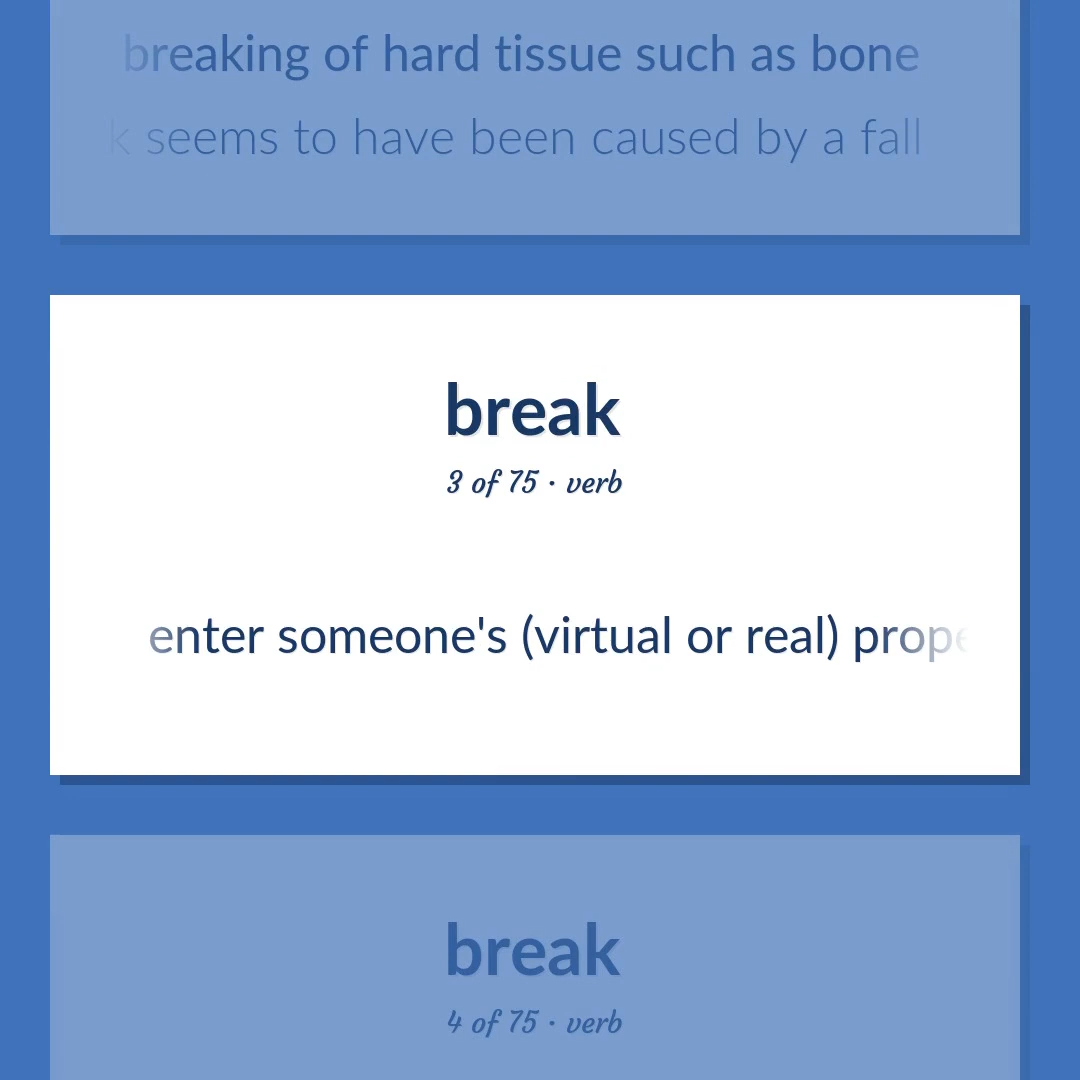 breaking of hard tissue such as bone
k seems to have been caused by a fall
break
3 of 75 · verb
enter someone's (virtual or real) prope
break
4 of 75 · verb